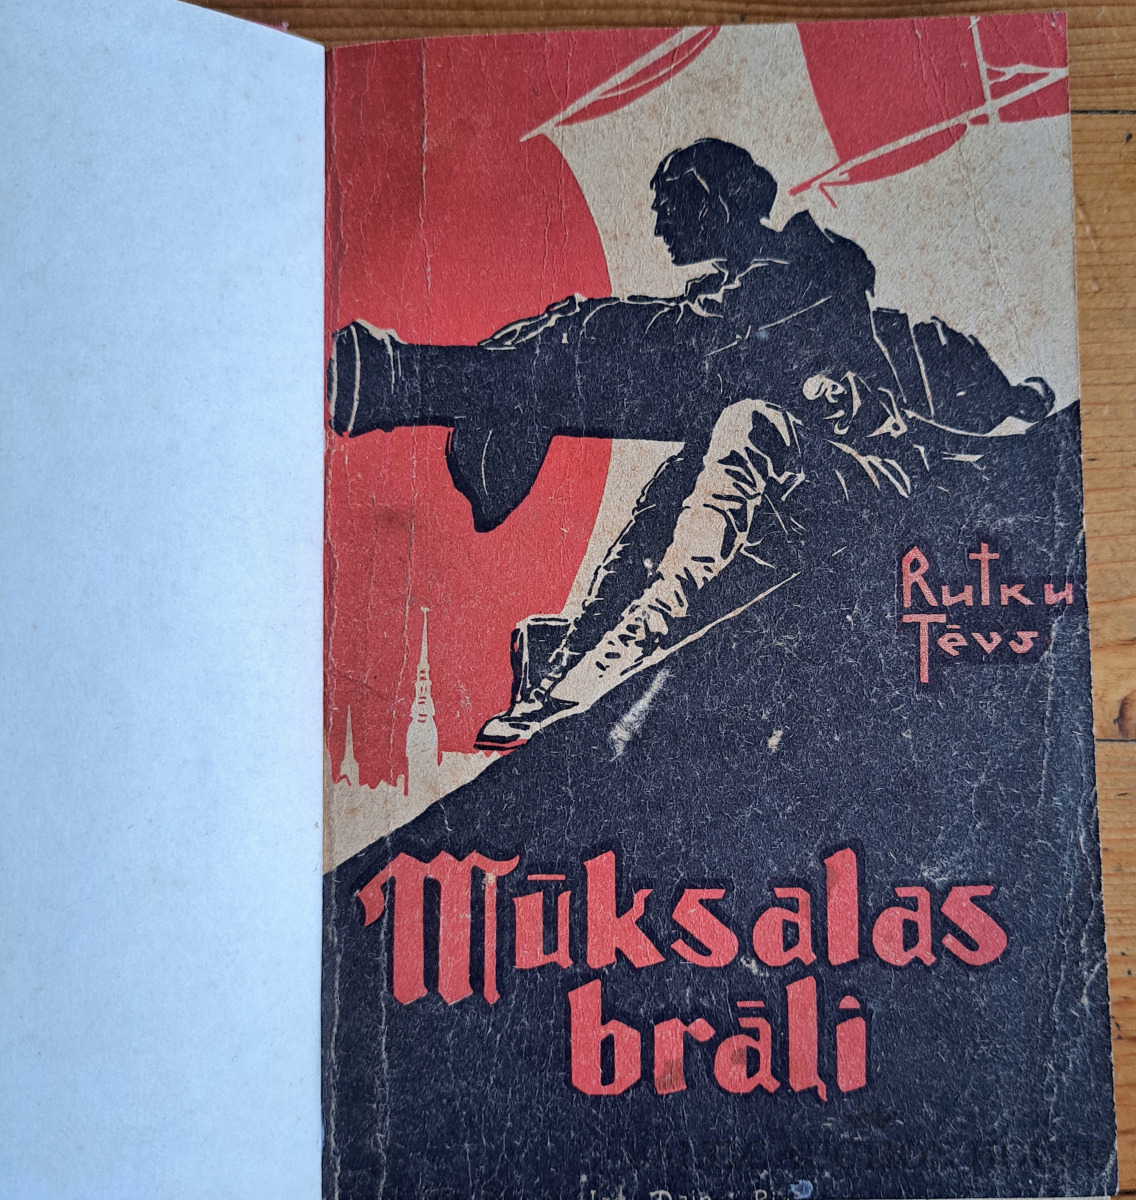 Rutku
Tēvs
Mūksalas
brāļi